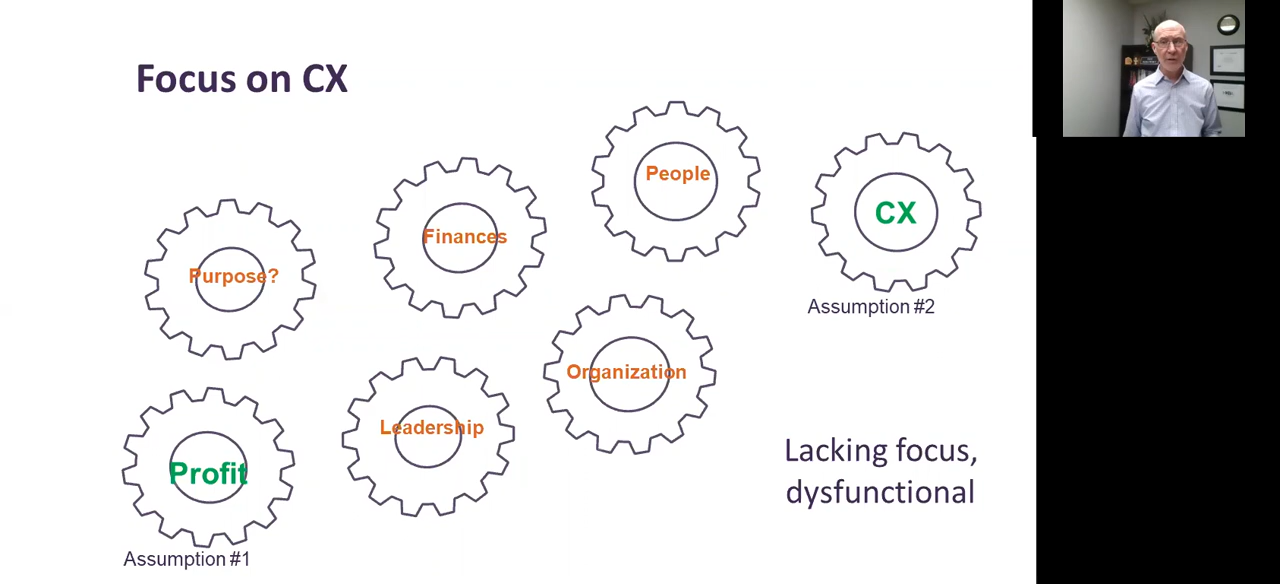 Focus on CX
People
CX
Finances
Purpose?
Assumption #2
Organization
Leadership
Profit
Lacking focus,
dysfunctional
Assumption #1